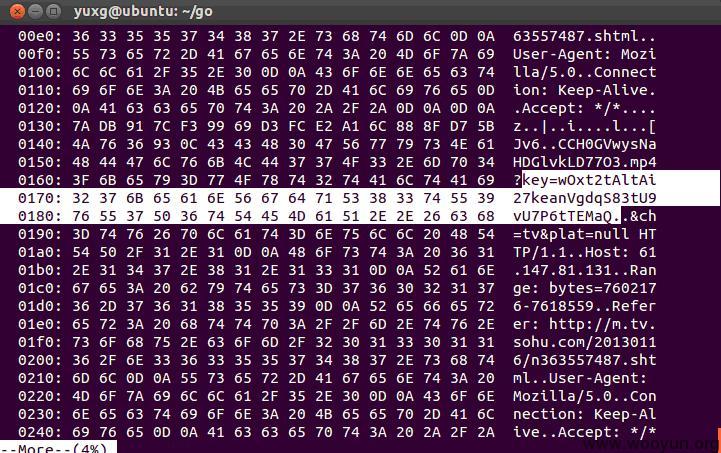 yuxg@ubuntu: ~/go
00e0: 36 33 35 35 37 34 38 37 2E 73 68 74 6D 6C 0D 0A 63557487.shtml..
00f0: 55 73 65 72 2D 41 67 65 6E 74 3A 20 4D 6F 7A 69 User-Agent: Mozi
0100: 6C 6C 61 2F 35 2E 30 0D 0A 43 6F 6E 6E 65 63 74 lla/5.0..Connect
0110: 69 6F 6E 3A 20 4B 65 65 70 2D 41 6C 69 76 65 0D ion: Keep-Alive.
0120: 0A 41 63 63 65 70 74 3A 20 2A 2F 2A 0D 0A 0D 0A .Accept: */*....
0130: 7A DB 91 7C F3 99 69 D3 FC E2 A1 6C 88 8F D7 5B z..|..i....l...[
0140: 4A 76 36 93 0C 43 43 48 30 47 56 77 79 73 4E 61 Jv6..CCH0GVwysNa
0150: 48 44 47 6C 76 6B 4C 44 37 37 4F 33 2E 6D 70 34 HDGlvkLD77O3.mp4
0160: 3F 6B 65 79 3D 77 4F 78 74 32 74 41 6C 74 41 69 ?key=wOxt2tAltAi
0170: 32 37 6B 65 61 6E 56 67 64 71 53 38 33 74 55 39 27keanVgdqS83tU9
0180: 76 55 37 50 36 74 54 45 4D 61 51 2E 2E 26 63 68 vU7P6tTEMaQ..&ch
0190: 3D 74 76 26 70 6C 61 74 3D 6E 75 6C 6C 20 48 54 =tv&plat=null HT
01a0: 54 50 2F 31 2E 31 0D 0A 48 6F 73 74 3A 20 36 31 TP/1.1..Host: 61
01b0: 2E 31 34 37 2E 38 31 2E 31 33 31 0D 0A 52 61 6E .147.81.131..Ran
01c0: 67 65 3A 20 62 79 74 65 73 3D 37 36 30 32 31 37 ge: bytes=760217
01d0: 36 2D 37 36 31 38 35 35 39 0D 0A 52 65 66 65 72 6-7618559..Refer
01e0: 65 72 3A 20 68 74 74 70 3A 2F 2F 6D 2E 74 76 2E er: http://m.tv.
01f0: 73 6F 68 75 2E 63 6F 6D 2F 32 30 31 33 30 31 31 sohu.com/2013011
0200: 36 2F 6E 33 36 33 35 35 37 34 38 37 2E 73 68 74 6/n363557487.sht
0210: 6D 6C 0D 0A 55 73 65 72 2D 41 67 65 6E 74 3A 20 ml..User-Agent: 
0220: 4D 6F 7A 69 6C 6C 61 2F 35 2E 30 0D 0A 43 6F 6E Mozilla/5.0..Con
0230: 6E 65 63 74 69 6F 6E 3A 20 4B 65 65 70 2D 41 6C nection: Keep-Al
0240: 69 76 65 0D 0A 41 63 63 65 70 74 3A 20 2A 2F 2A ive..Accept: */*
--More--(4%)
www.wooyun.org